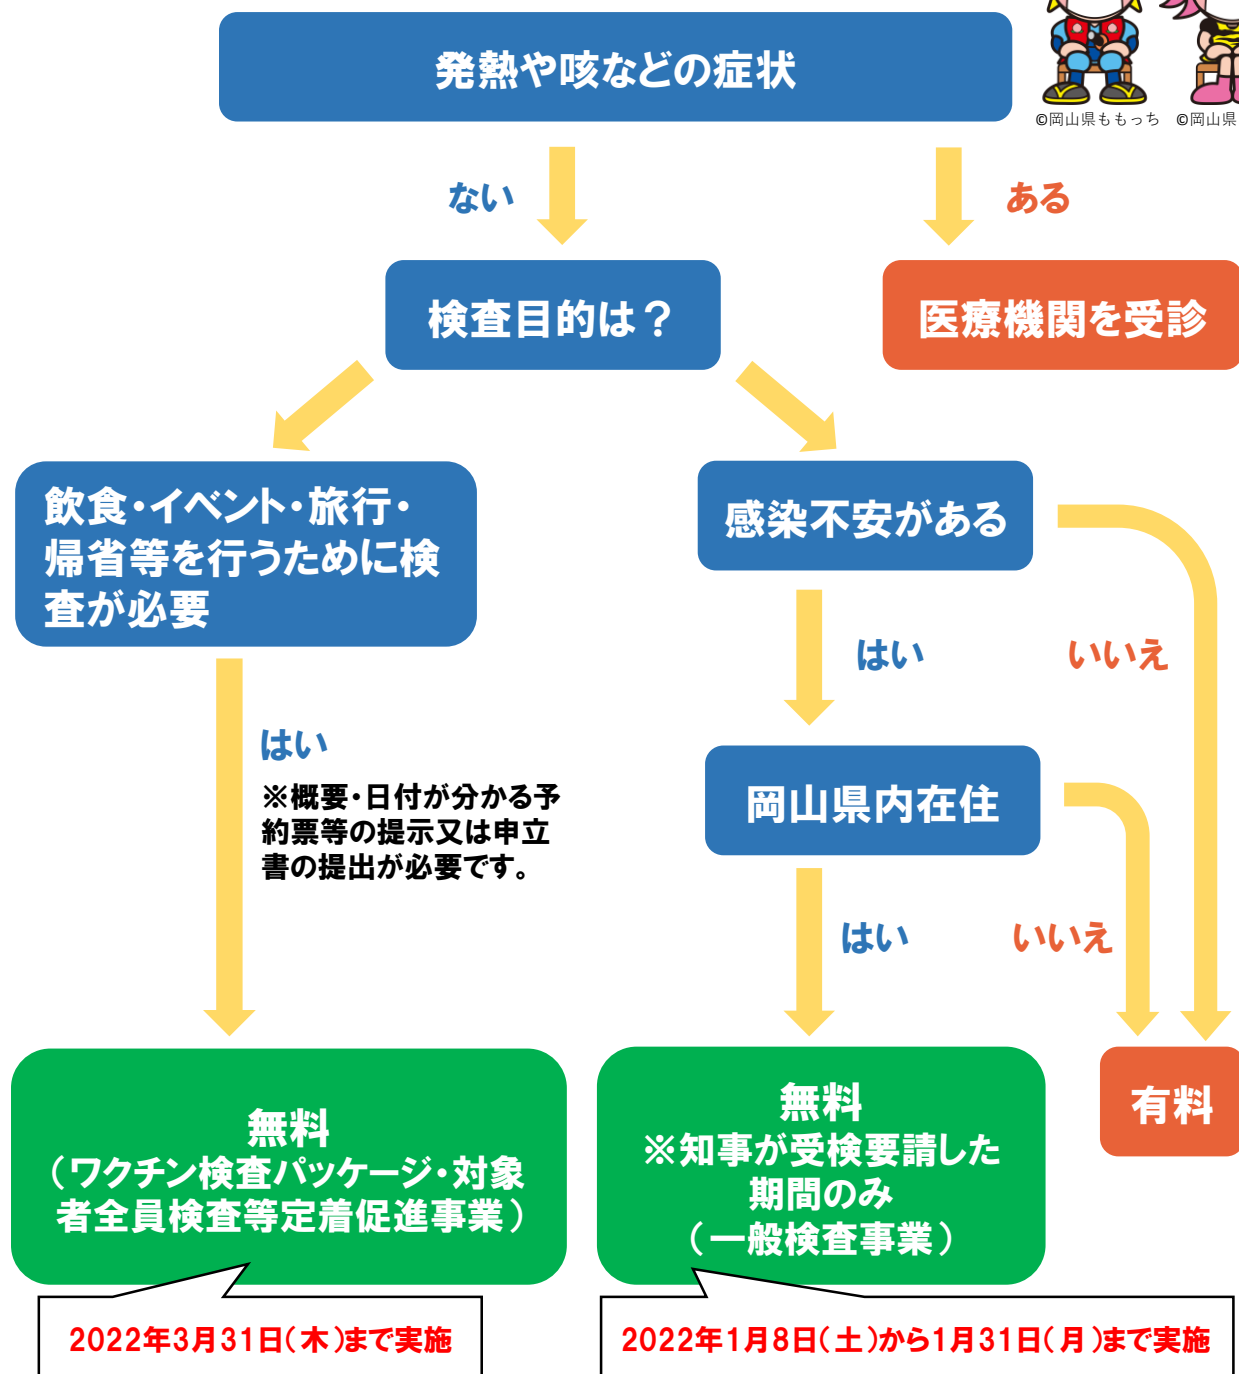 発熱や咳などの症状
©岡山県ももっち ©岡山県
ない
ある
検査目的は？
医療機関を受診
飲食・イベント・旅行・
帰省等を行うために検
査が必要
感染不安がある
はい
いいえ
はい
※概要・日付が分かる予
約票等の提示又は申立
書の提出が必要です。
岡山県内在住
はい
いいえ
無料
（ワクチン検査パッケージ・対象
者全員検査等定着促進事業）
無料
※知事が受検要請した
期間のみ
（一般検査事業）
有料
2022年3月31日(木)まで実施
2022年1月8日(土)から1月31日(月)まで実施